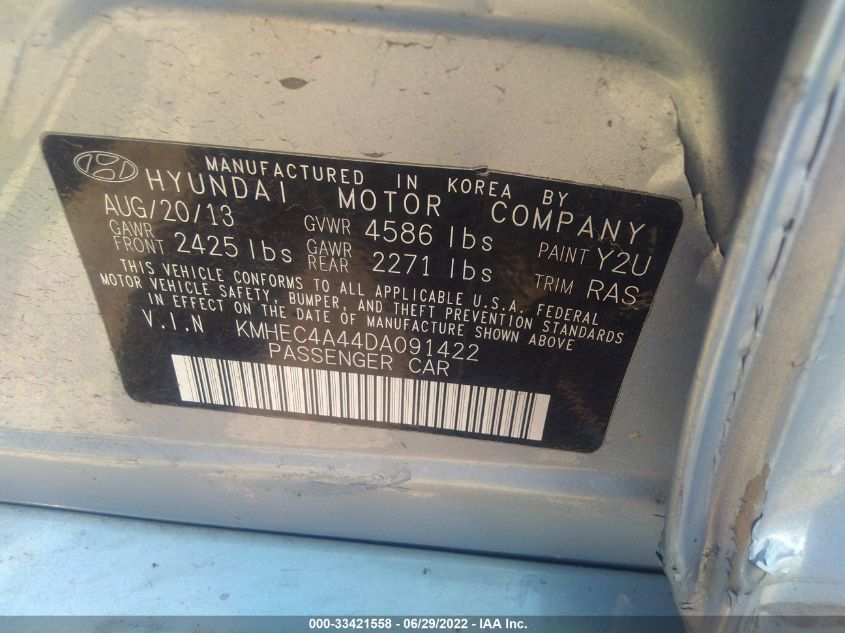 MANUFACTURED IN KOREA BY
HYUNDAI MOTOR COMPANY
AUG/20/13 GVWR 4586 lbs PAINT Y2U
GAWR FRONT 2425 lbs GAWR REAR 2271 lbs TRIM RAS
THIS VEHICLE CONFORMS TO ALL APPLICABLE U.S.A. FEDERAL
MOTOR VEHICLE SAFETY, BUMPER, AND THEFT PREVENTION STANDARDS
IN EFFECT ON THE DATE OF MANUFACTURE SHOWN ABOVE
V.I.N KMHEC4A44DA091422
PASSENGER CAR
000-33421558 - 06/29/2022 - IAA Inc.